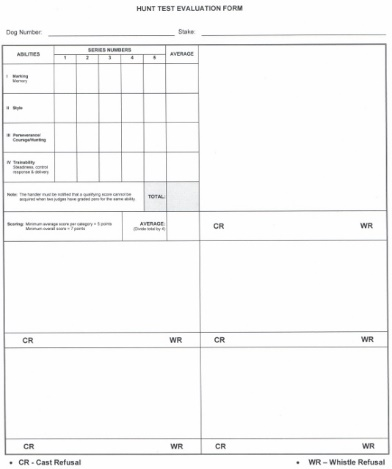 HUNT TEST EVALUATION FORM
Dog Number: Stake:
ABILITIES SERIES NUMBERS AVERAGE
1 2 3 4 5
I Marking
Memory
II Style
III Perseverance/
Courage/Hunting
IV Trainability
Steadiness, control
response & delivery
Note: The handler must be notified that a qualifying score cannot be
acquired when two judges have graded zero for the same ability.
TOTAL:
Scoring: Minimum average score per category = 5 points
Minimum overall score = 7 points
AVERAGE:
(Divide total by 4)
CR WR
CR WR
CR WR
CR WR
CR WR
• CR - Cast Refusal • WR – Whistle Refusal